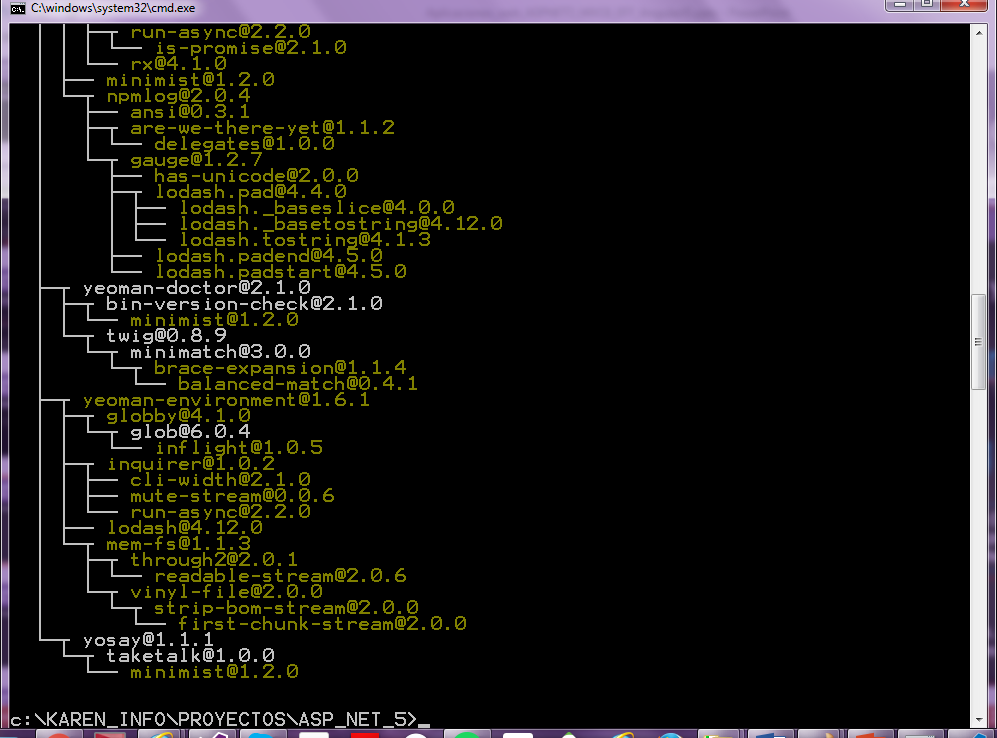 C:\windows\system32\cmd.exe
run-async@2.2.0
is-promise@2.1.0
rx@4.1.0
minimist@1.2.0
npmlog@2.0.4
ansi@0.3.1
are-we-there-yet@1.1.2
delegates@1.0.0
gauge@1.2.7
has-unicode@2.0.0
lodash.pad@4.4.0
lodash._baseslice@4.0.0
lodash._basetostring@4.12.0
lodash.tostring@4.1.3
lodash.padend@4.5.0
lodash.padstart@4.5.0
yeoman-doctor@2.1.0
bin-version-check@2.1.0
minimist@1.2.0
twig@0.8.9
minimatch@3.0.0
brace-expansion@1.1.4
balanced-match@0.4.1
yeoman-environment@1.6.1
globby@4.1.0
glob@6.0.4
inflight@1.0.5
inquirer@1.0.2
cli-width@2.1.0
mute-stream@0.0.6
run-async@2.2.0
lodash@4.12.0
mem-fs@1.1.3
through2@2.0.1
readable-stream@2.0.6
vinyl-file@2.0.0
strip-bom-stream@2.0.0
first-chunk-stream@2.0.0
yosay@1.1.1
taketalk@1.0.0
minimist@1.2.0
c:\KAREN_INFO\PROYECTOS\ASP_NET_5>_